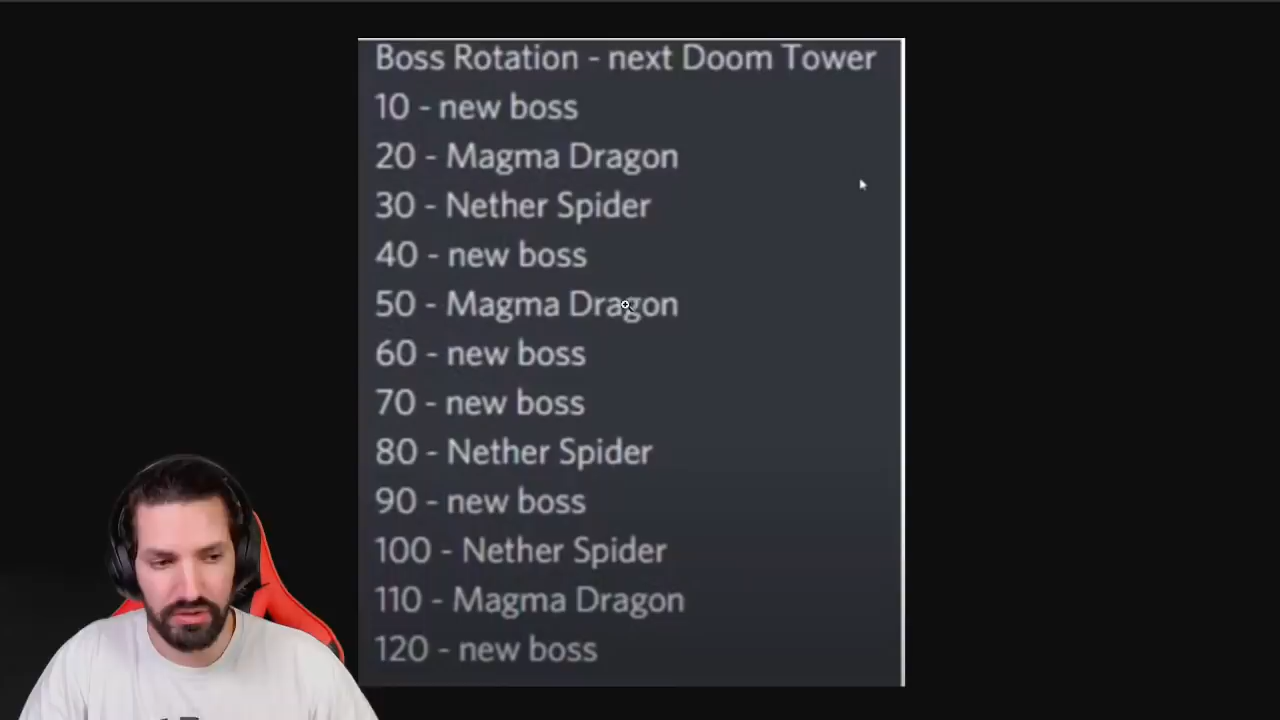 Boss Rotation - next Doom Tower
10 - new boss
20 - Magma Dragon
30 - Nether Spider
40 - new boss
50 - Magma Dragon
60 - new boss
70 - new boss
80 - Nether Spider
90 - new boss
100 - Nether Spider
110 - Magma Dragon
120 - new boss